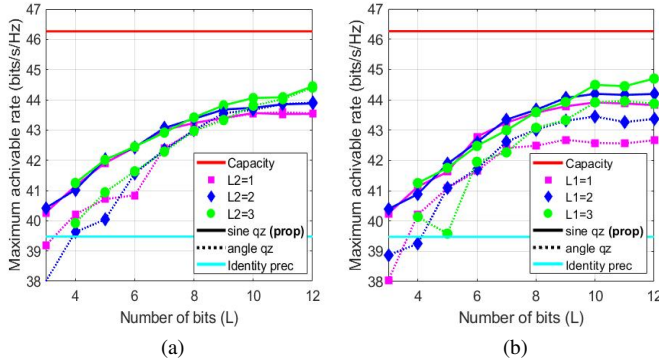 47
46
45
44
43
42
41
40
39
38
4
6
8
10
12
Maximum achivable rate (bits/s/Hz)
Number of bits (L)
Capacity
L2=1
L2=2
L2=3
sine qz (prop)
angle qz
Identity prec
(a)
47
46
45
44
43
42
41
40
39
38
4
6
8
10
12
Maximum achivable rate (bits/s/Hz)
Number of bits (L)
Capacity
L1=1
L1=2
L1=3
sine qz (prop)
angle qz
Identity prec
(b)